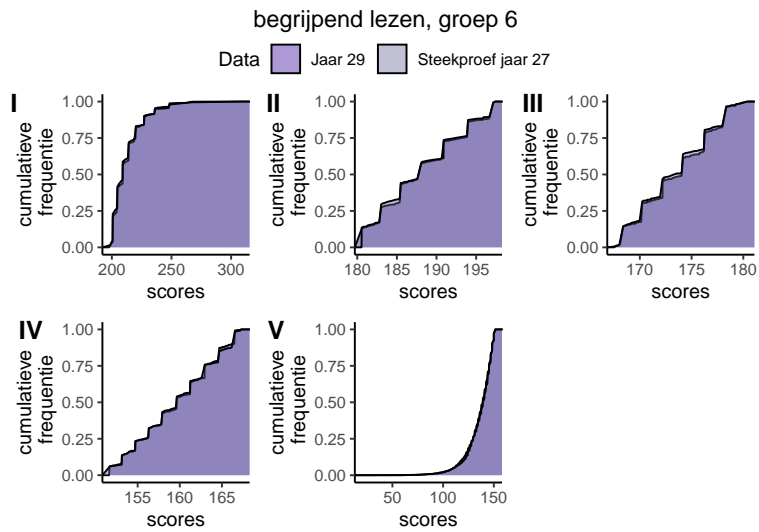 begrijpend lezen, groep 6
Data Jaar 29 Steekproef jaar 27
I
cumulatieve
frequentie
1.00
0.75
0.50
0.25
0.00
200 250 300
scores
II
cumulatieve
frequentie
1.00
0.75
0.50
0.25
0.00
180 185 190 195
scores
III
cumulatieve
frequentie
1.00
0.75
0.50
0.25
0.00
170 175 180
scores
IV
cumulatieve
frequentie
1.00
0.75
0.50
0.25
0.00
155 160 165
scores
V
cumulatieve
frequentie
1.00
0.75
0.50
0.25
0.00
50 100 150
scores